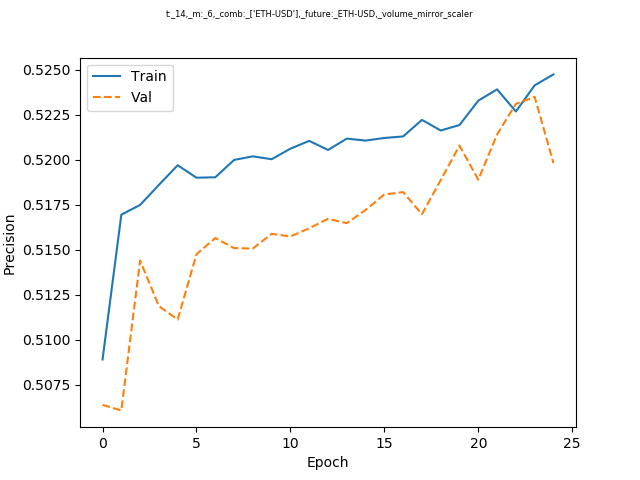 t:_14,_m:_6,_comb:_['ETH-USD'],_future:_ETH-USD,_volume_mirror_scaler
Train
Val
0.5250
0.5225
0.5200
0.5175
0.5150
0.5125
0.5100
0.5075
Precision
0 5 10 15 20 25
Epoch